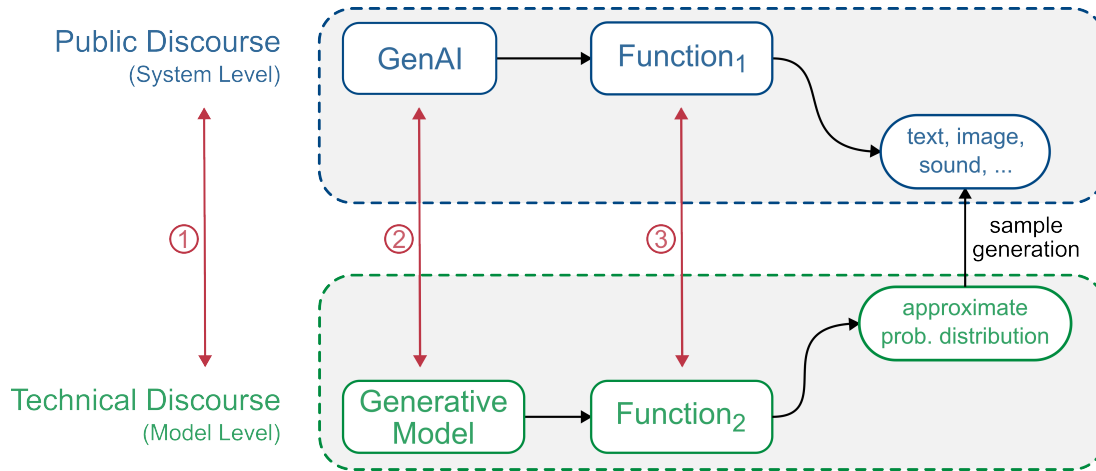 Public Discourse
(System Level)
GenAI
Function₁
text, image,
sound, ...
①
②
③
sample
generation
approximate
prob. distribution
Technical Discourse
(Model Level)
Generative
Model
Function₂